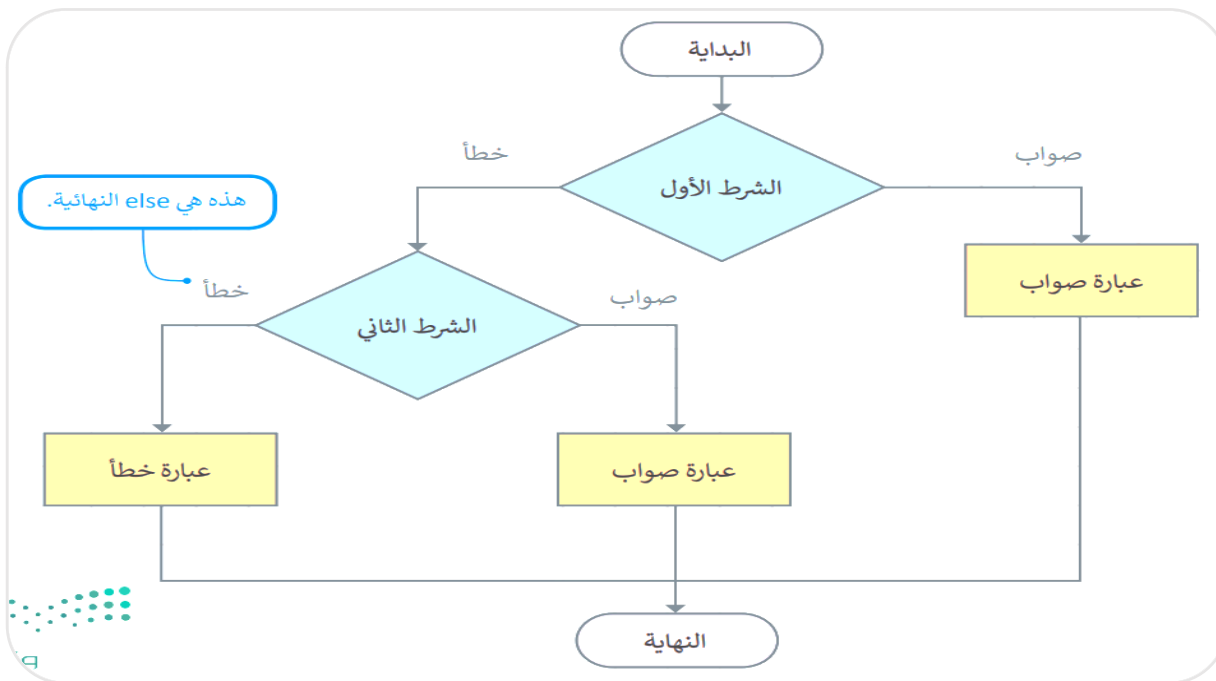 البداية
صواب
خطأ
الشرط الأول
هذه هي else النهائية.
عبارة صواب
صواب
خطأ
الشرط الثاني
عبارة صواب
عبارة خطأ
النهاية